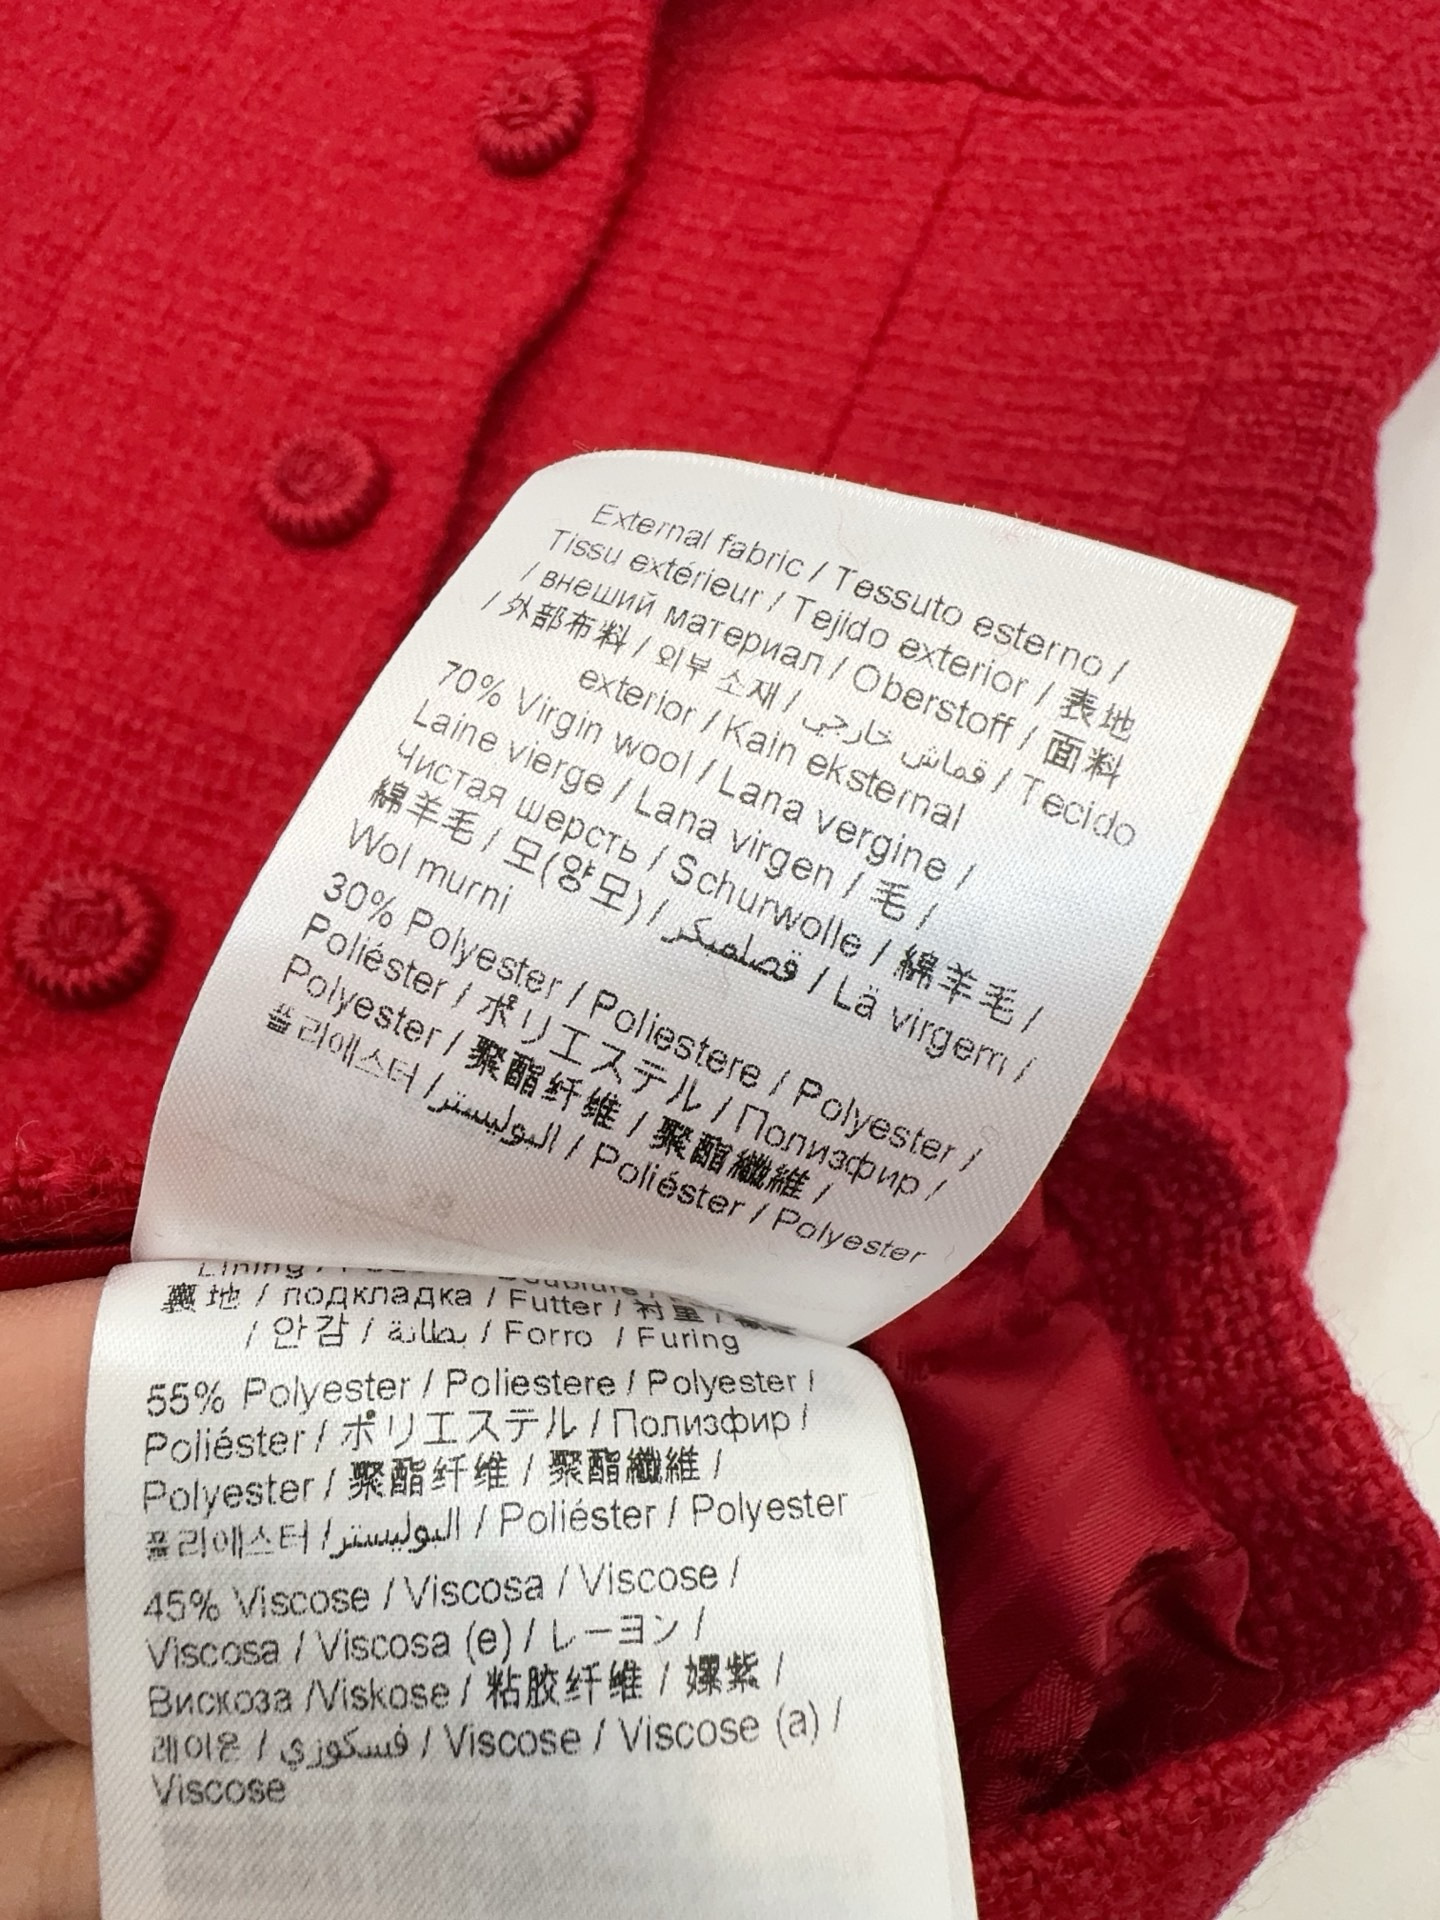 External fabric / Tessuto esterno /
Tissu extérieur / Tejido exterior / 表地
/ внешний материал / Oberstoff / 面料
/ 外部布料 / 외부 소재 / قماش خارجي / Tecido
exterior / Kain eksternal
70% Virgin wool / Lana vergine /
Laine vierge / Lana virgen / 毛 /
Чистая шерсть / Schurwolle / 綿羊毛 /
綿羊毛 / 모(양모) / / Lä virgem /
Wol murni
30% Polyester / Poliestere / Polyester /
Poliéster / ポリエステル / Полиэфир /
Polyester / 聚酯纤维 / 聚酯纖維 /
폴리에스터 / البوليستر / Poliéster / Polyester
Lining /
裏地 / подкладка / Futter / 衬里 /
/ 안감 / بطانة / Forro / Furing
55% Polyester / Poliestere / Polyester /
Poliéster / ポリエステル / Полиэфир /
Polyester / 聚酯纤维 / 聚酯纖維 /
폴리에스터 / البوليستر / Poliéster / Polyester
45% Viscose / Viscosa / Viscose /
Viscosa / Viscosa (e) / レーヨン /
Вискоза /Viskose / 粘胶纤维 / 嫘紫 /
레이온 / فسكوزي / Viscose / Viscose (a) /
Viscose